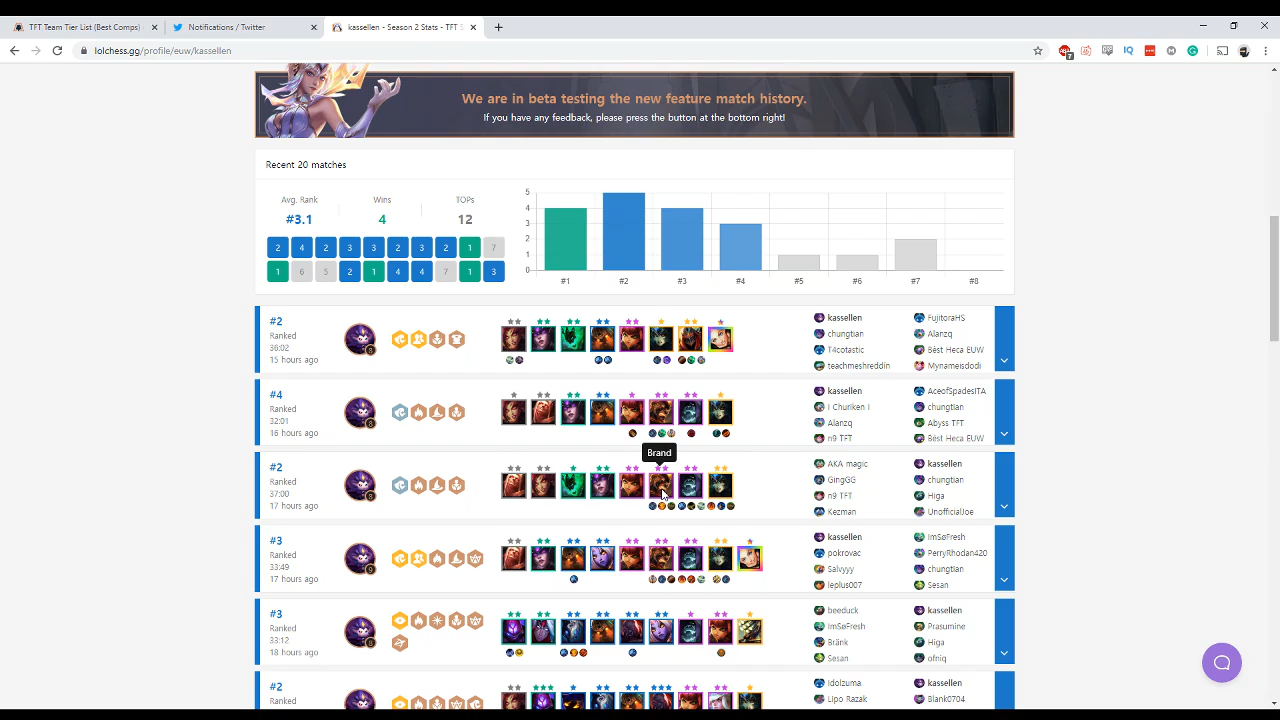 TFT Team Tier List (Best Comps)
Notifications / Twitter
kassellen - Season 2 Stats - TFT S
lolchess.gg/profile/euw/kassellen
We are in beta testing the new feature match history.
If you have any feedback, please press the button at the bottom right!
Recent 20 matches
Avg. Rank Wins TOPs
#3.1 4 12
2 4 2 3 3 2 3 2 1 7
1 6 5 2 1 4 4 7 1 3
5
4
3
2
1
0
#1 #2 #3 #4 #5 #6 #7 #8
#2
Ranked
36:02
15 hours ago
kassellen FujitoraHS
chungtian Alanzq
T4cotastic Bést Heca EUW
teachmeshreddin Mynameisdodi
#4
Ranked
32:01
16 hours ago
kassellen AceofSpadesITA
I Churiken I chungtian
Alanzq Abyss TFT
n9 TFT Bést Heca EUW
Brand
#2
Ranked
37:00
17 hours ago
AKA magic kassellen
GingGG chungtian
n9 TFT Higa
Kezman UnofficialJoe
#3
Ranked
33:49
17 hours ago
kassellen ImSøFresh
pokrovac PerryRhodan420
Salvyyy chungtian
leplus007 Sesan
#3
Ranked
33:12
18 hours ago
beeduck kassellen
ImSøFresh Prasumine
Bränk Higa
Sesan ofniq
#2
Ranked
Idolzuma. kassellen
Lipo Razak Blank0704